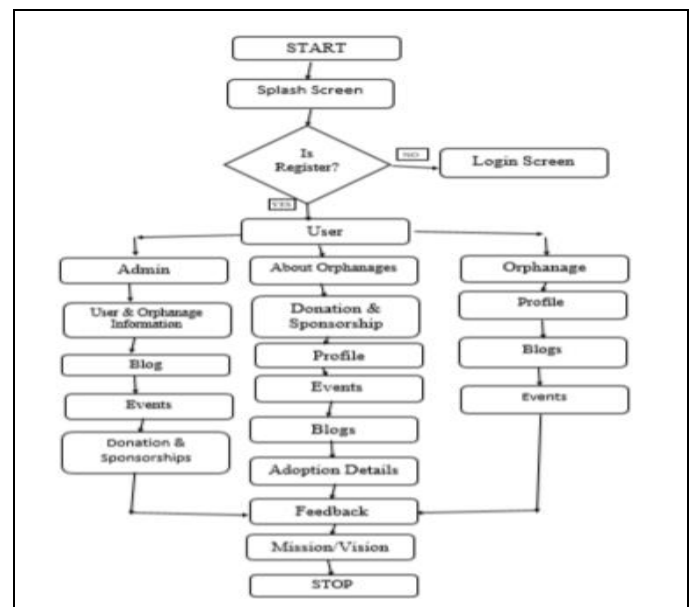 START
Splash Screen
Is
Register?
NO
Login Screen
YES
User
Admin
About Orphanages
Orphanage
User & Orphanage
Information
Donation &
Sponsorship
Profile
Blog
Profile
Blogs
Events
Events
Events
Donation &
Sponsorships
Blogs
Adoption Details
Feedback
Mission/Vision
STOP